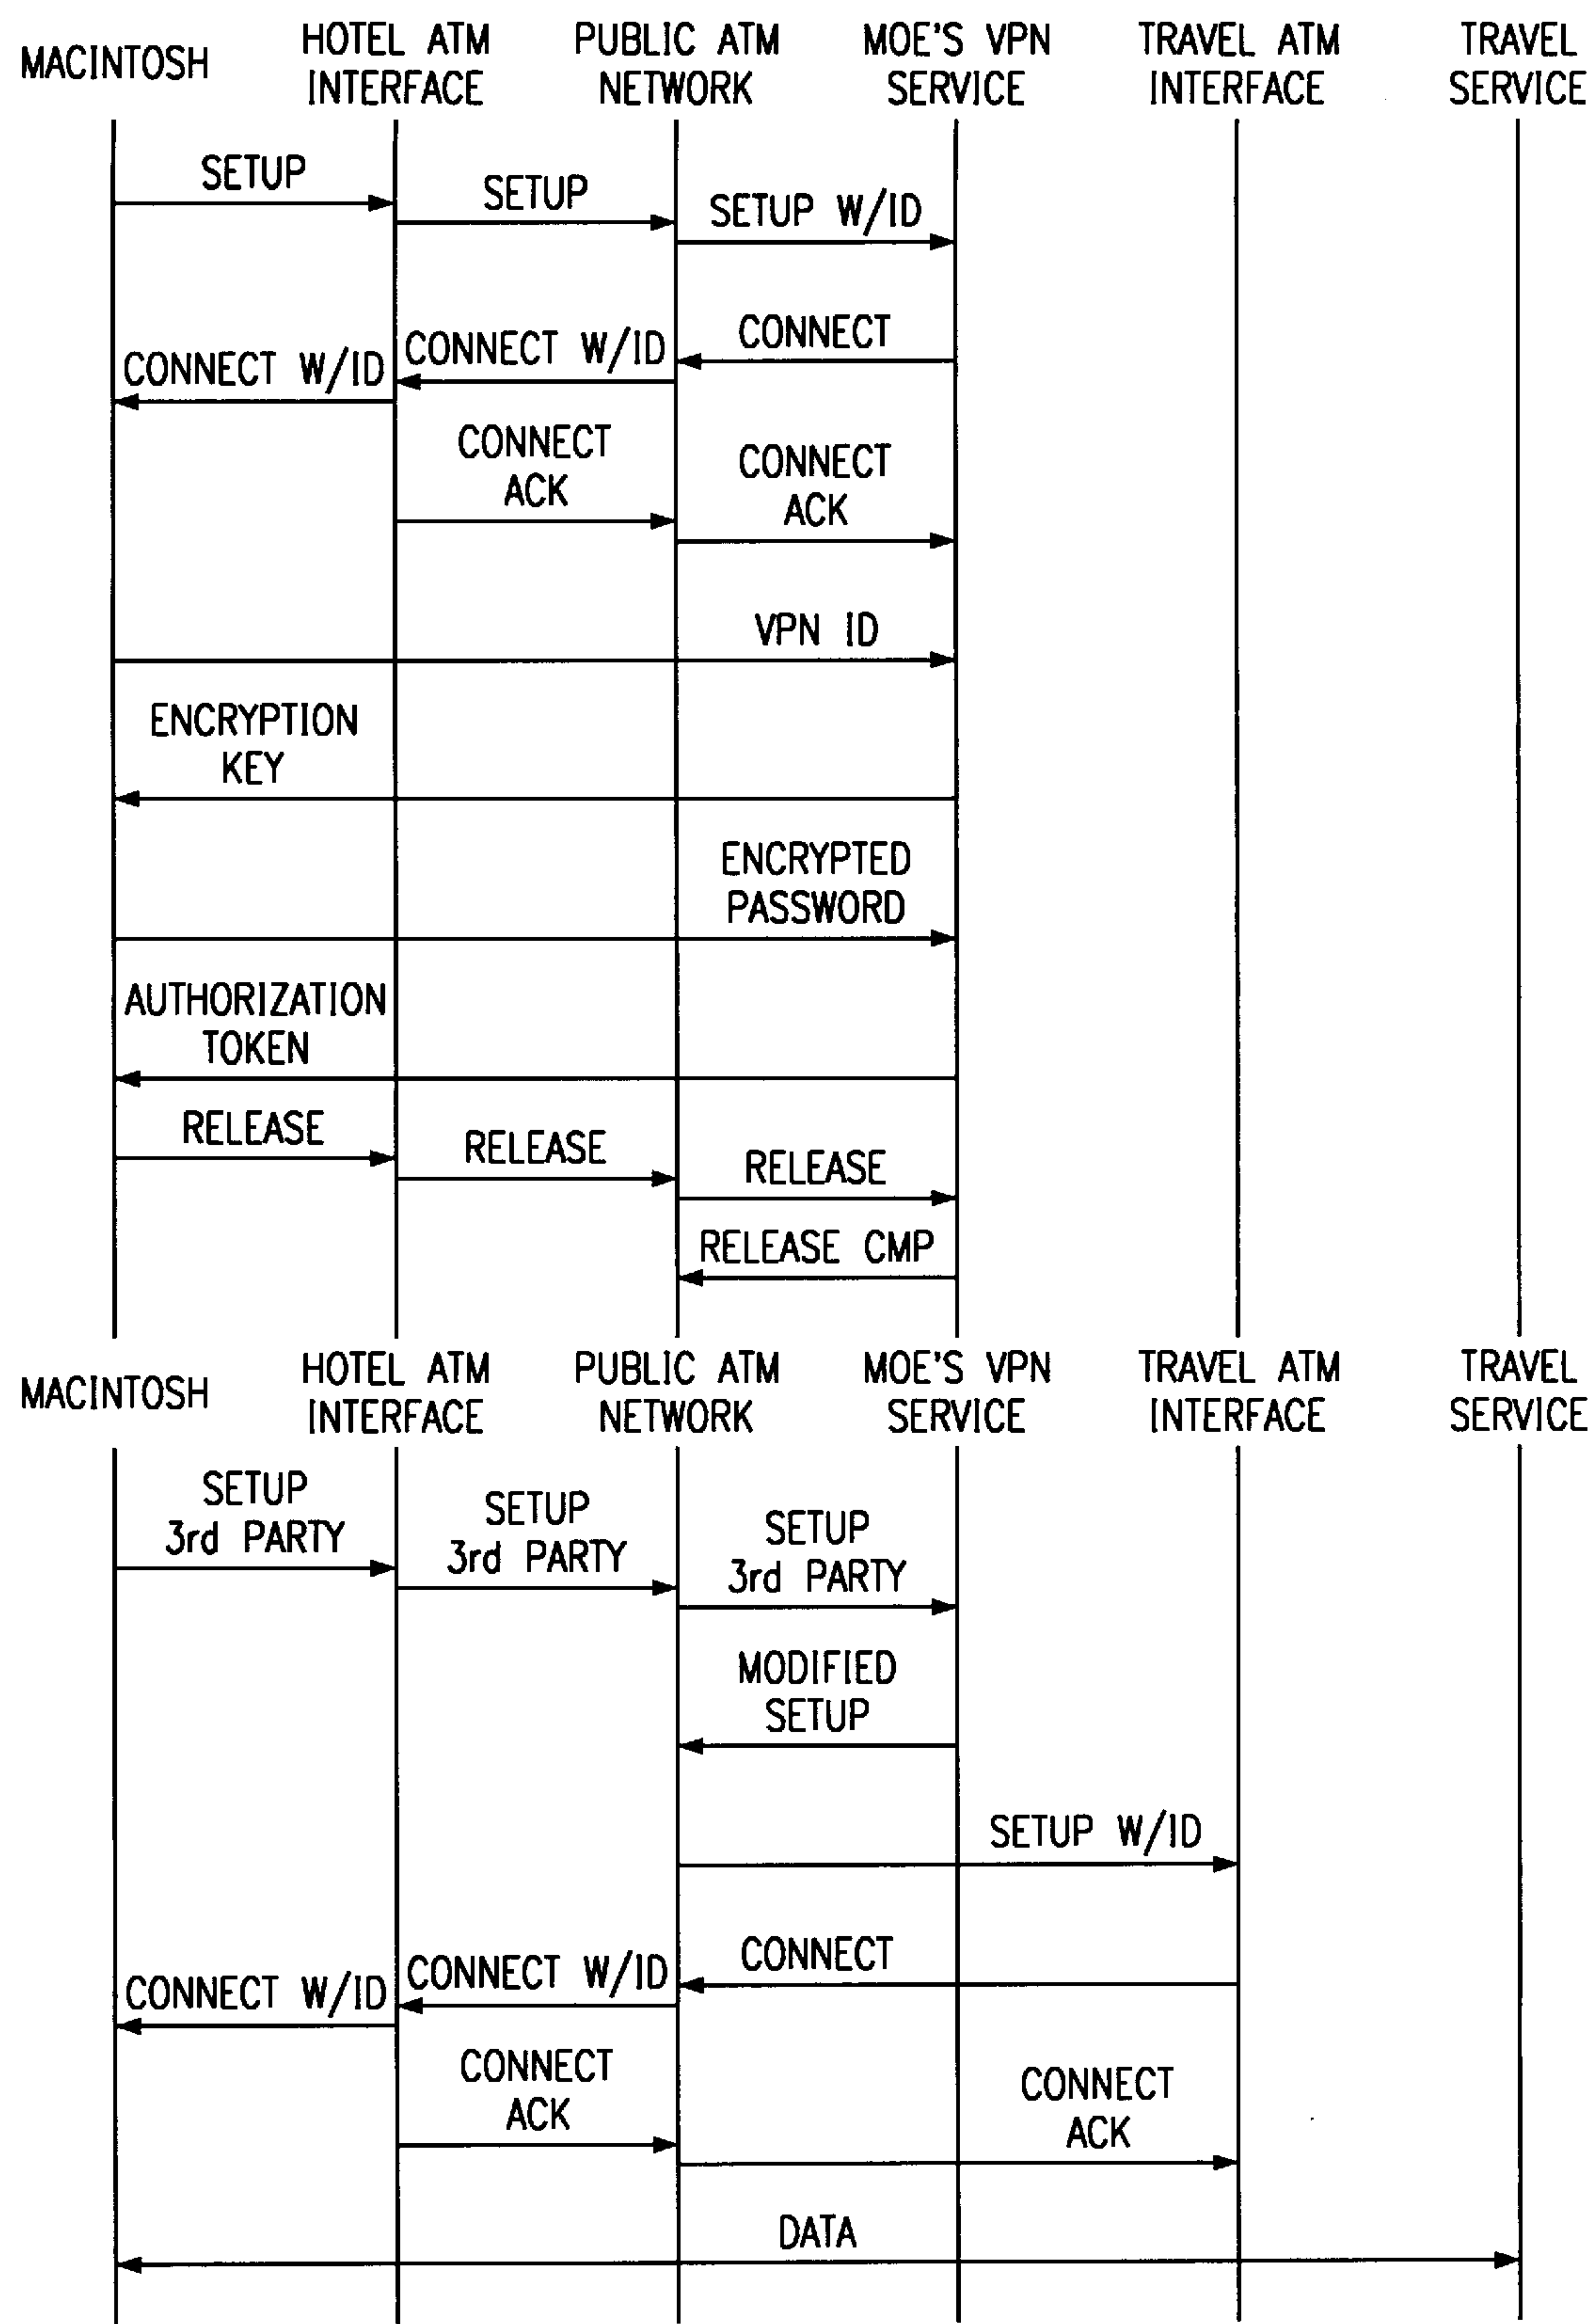 MACINTOSH
HOTEL ATM
INTERFACE
PUBLIC ATM
NETWORK
MOE'S VPN
SERVICE
TRAVEL ATM
INTERFACE
TRAVEL
SERVICE
SETUP
SETUP
SETUP W/ID
CONNECT
CONNECT W/ID
CONNECT W/ID
CONNECT
ACK
CONNECT
ACK
VPN ID
ENCRYPTION
KEY
ENCRYPTED
PASSWORD
AUTHORIZATION
TOKEN
RELEASE
RELEASE
RELEASE
RELEASE CMP
MACINTOSH
HOTEL ATM
INTERFACE
PUBLIC ATM
NETWORK
MOE'S VPN
SERVICE
TRAVEL ATM
INTERFACE
TRAVEL
SERVICE
SETUP
3rd PARTY
SETUP
3rd PARTY
SETUP
3rd PARTY
MODIFIED
SETUP
SETUP W/ID
CONNECT
CONNECT W/ID
CONNECT W/ID
CONNECT
ACK
CONNECT
ACK
DATA